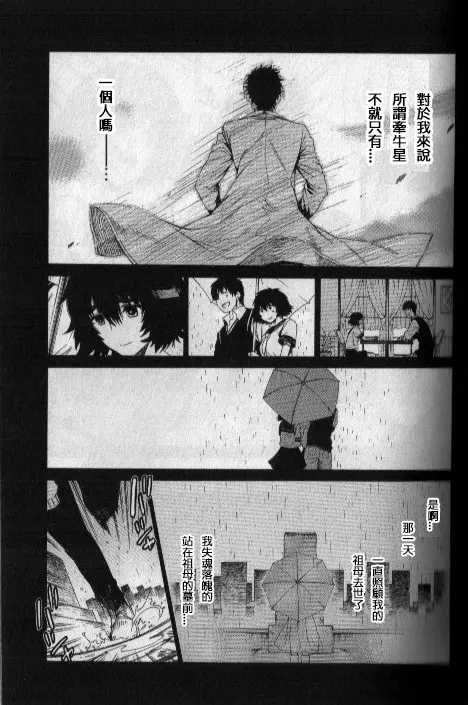 對於我來說
所謂牽牛星
不就只有…
一個人嗎———…
是啊…
那一天
一直照顧我的
祖母去世了
我失魂落魄的
站在祖母的墓前…